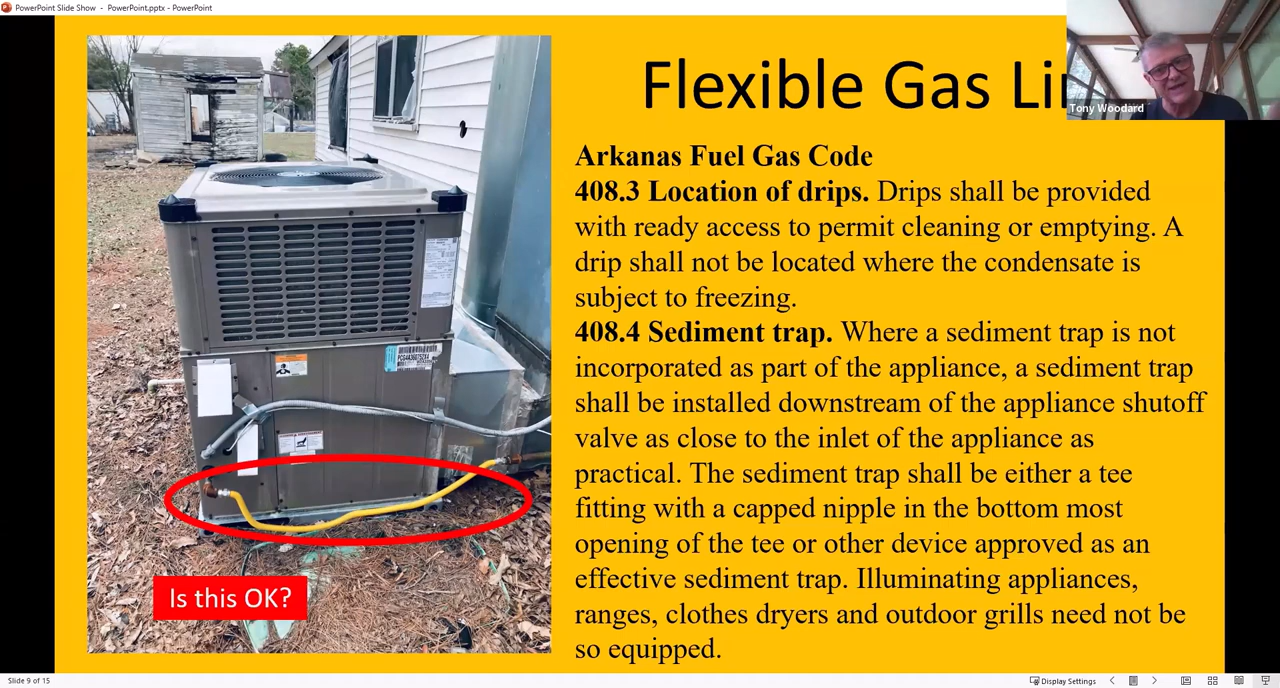 PowerPoint Slide Show - PowerPoint.pptx - PowerPoint
Flexible Gas Li
Tony Woodard
Arkanas Fuel Gas Code
408.3 Location of drips. Drips shall be provided
with ready access to permit cleaning or emptying. A
drip shall not be located where the condensate is
subject to freezing.
408.4 Sediment trap. Where a sediment trap is not
incorporated as part of the appliance, a sediment trap
shall be installed downstream of the appliance shutoff
valve as close to the inlet of the appliance as
practical. The sediment trap shall be either a tee
fitting with a capped nipple in the bottom most
opening of the tee or other device approved as an
effective sediment trap. Illuminating appliances,
ranges, clothes dryers and outdoor grills need not be
so equipped.
Is this OK?
Slide 9 of 15
Display Settings